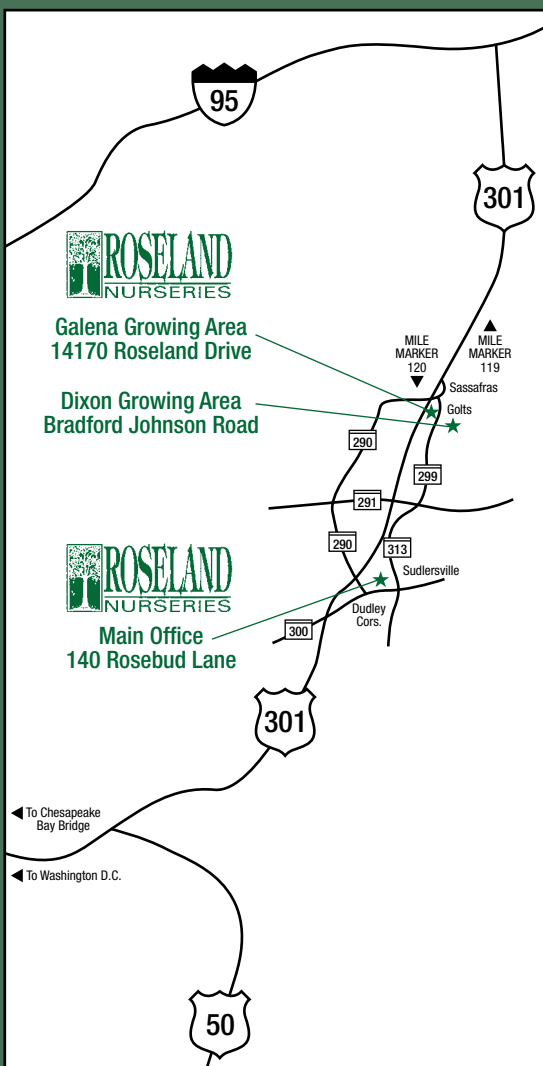 95
301
ROSELAND
NURSERIES
Galena Growing Area
14170 Roseland Drive
MILE
MARKER
120
MILE
MARKER
119
Sassafras
Dixon Growing Area
Bradford Johnson Road
Golts
290
299
291
290
313
ROSELAND
NURSERIES
Sudlersville
Dudley
Cors.
Main Office
140 Rosebud Lane
300
301
To Chesapeake
Bay Bridge
To Washington D.C.
50